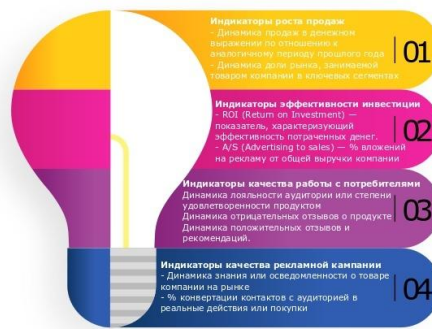 Индикаторы роста продаж
- Динамика продаж в денежном
выражении по отношению к
аналогичному периоду прошлого года
- Динамика доли рынка, занимаемой
товаром компании в ключевых сегментах
01
Индикаторы эффективности инвестиции
- ROI (Return on Investment) —
показатель, характеризующий
эффективность потраченных денег.
- A/S (Advertising to sales) — % вложений
на рекламу от общей выручки компании
02
Индикаторы качества работы с потребителями
Динамика лояльности аудитории или степени
удовлетворенности продуктом
Динамика отрицательных отзывов о продукте
Динамика положительных отзывов и
рекомендаций.
03
Индикаторы качества рекламной кампании
- Динамика знания или осведомленности о товаре
компании на рынке
- % конвертации контактов с аудиторией в
реальные действия или покупки
04